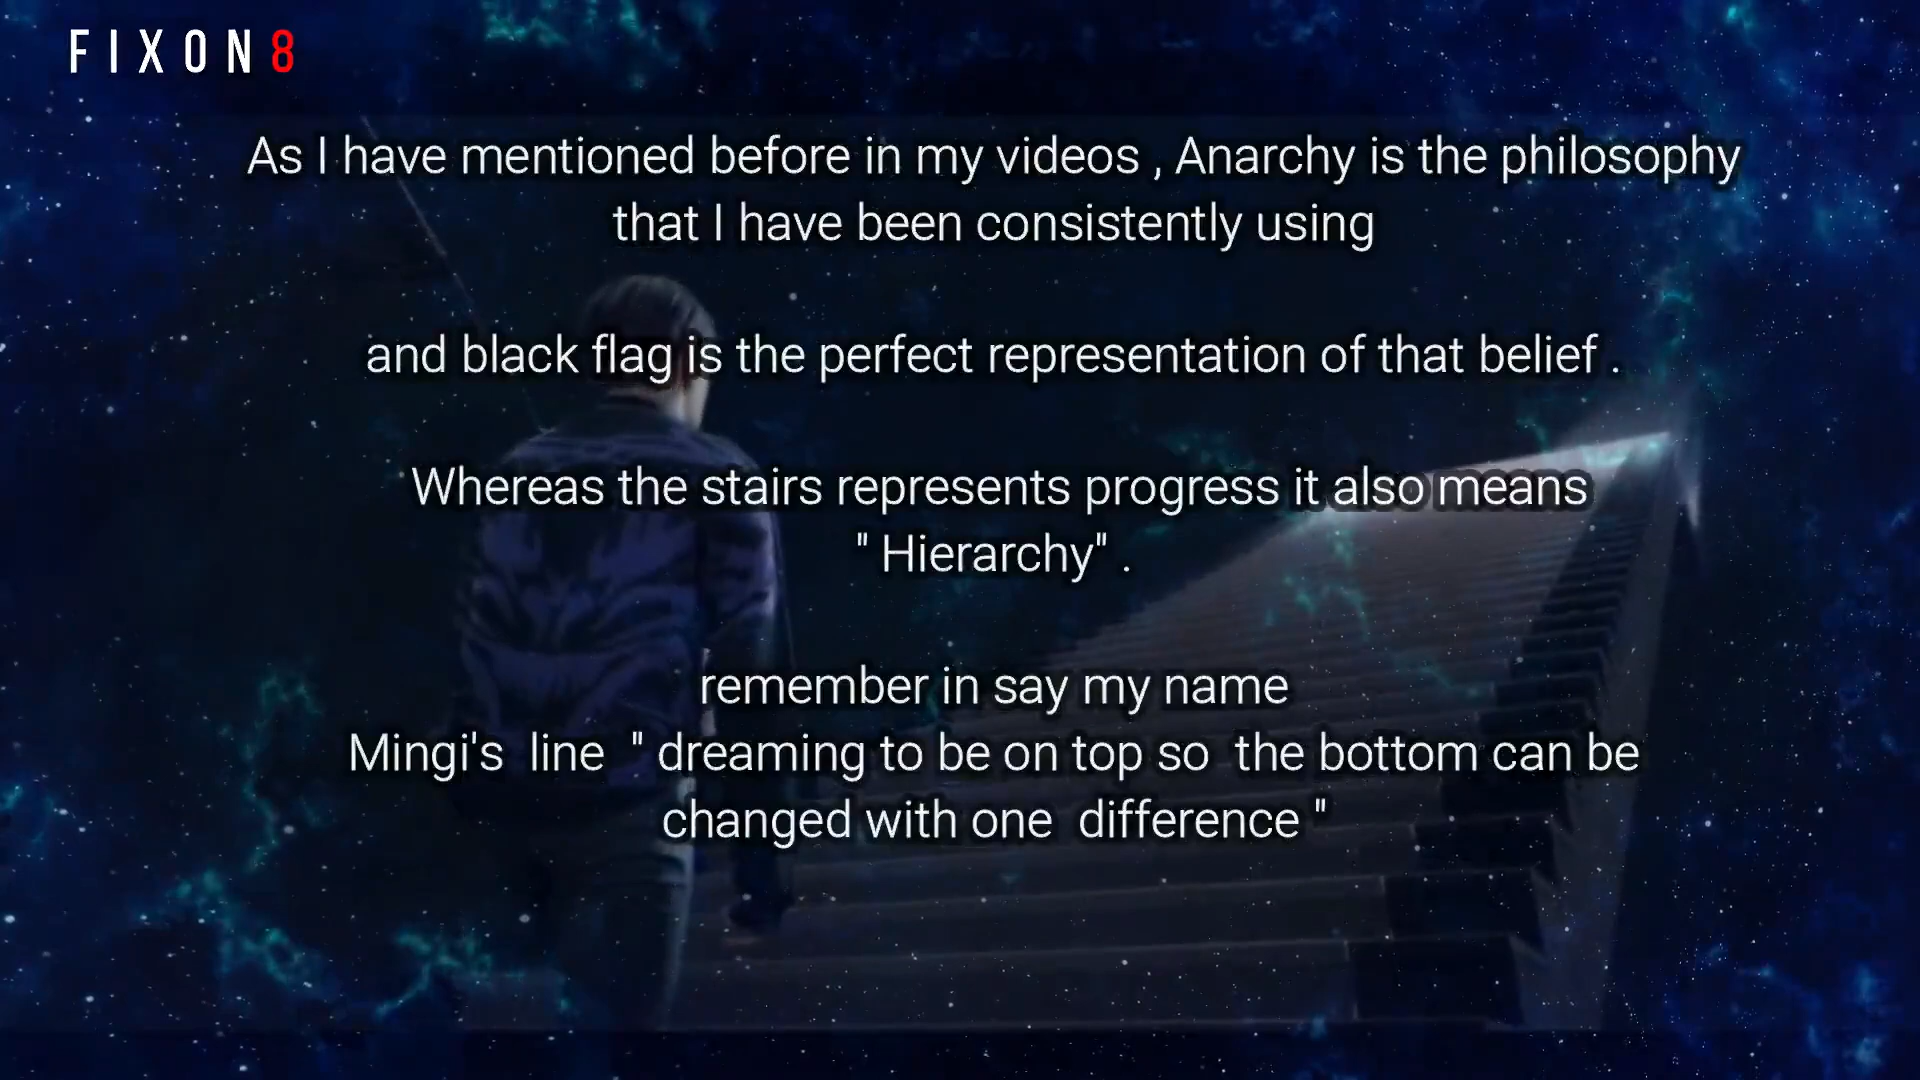 FIXON8
As I have mentioned before in my videos , Anarchy is the philosophy
that I have been consistently using
and black flag is the perfect representation of that belief .
Whereas the stairs represents progress it also means
" Hierarchy" .
remember in say my name
Mingi's line " dreaming to be on top so the bottom can be
changed with one difference "